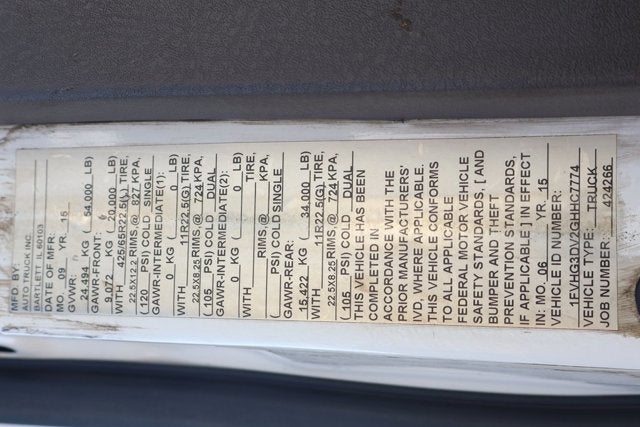 MFG BY:
AUTO TRUCK INC.
BARTLETT IL 60103
DATE OF MFR:
MO. 09 YR. 15
GVWR:
24,494 KG ( 54,000 LB)
GAWR-FRONT:
9,072 KG ( 20,000 LB)
WITH 425/65R22.5(L) TIRE,
22.5X12.25 RIMS,@ 827 KPA,
(120 PSI) COLD SINGLE
GAWR-INTERMEDIATE(1):
0 KG ( 0 LB)
WITH 11R22.5(G) TIRE,
22.5X8.25 RIMS,@ 724 KPA,
( 105 PSI) COLD DUAL
GAWR-INTERMEDIATE(2):
0 KG ( 0 LB)
WITH TIRE,
RIMS,@ KPA,
( PSI) COLD SINGLE
GAWR-REAR:
15,422 KG ( 34,000 LB)
WITH 11R22.5(G) TIRE,
22.5X8.25 RIMS,@ 724 KPA,
( 105 PSI) COLD DUAL
THIS VEHICLE HAS BEEN
COMPLETED IN
ACCORDANCE WITH THE
PRIOR MANUFACTURERS'
IVD, WHERE APPLICABLE.
THIS VEHICLE CONFORMS
TO ALL APPLICABLE
FEDERAL MOTOR VEHICLE
SAFETY STANDARDS, [ AND
BUMPER AND THEFT
PREVENTION STANDARDS,
IF APPLICABLE ] IN EFFECT
IN: MO. 06 YR. 15
VEHICLE ID NUMBER:
1FVHG3DV2GHHC7774
VEHICLE TYPE: TRUCK
JOB NUMBER: 424266